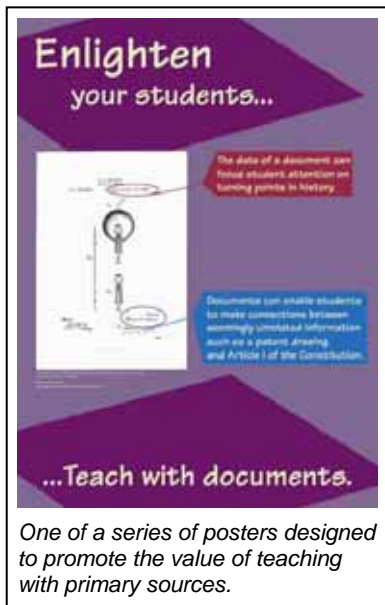 Enlighten
your students...
The date of a document can
focus student attention on
turning points in history.
Documents can enable students
to make connections between
seemingly unrelated information
such as a patent drawing
and Article I of the Constitution.
...Teach with documents.
One of a series of posters designed
to promote the value of teaching
with primary sources.